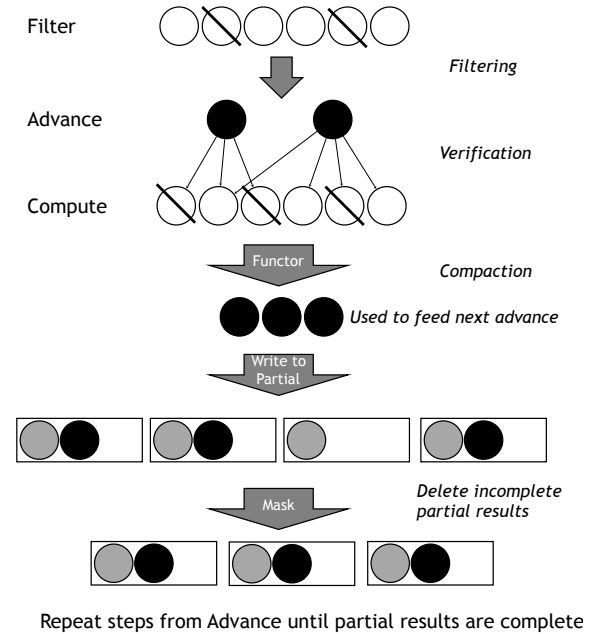 Filter
Filtering
Advance
Verification
Compute
Functor
Compaction
Used to feed next advance
Write to
Partial
Delete incomplete
partial results
Mask
Repeat steps from Advance until partial results are complete